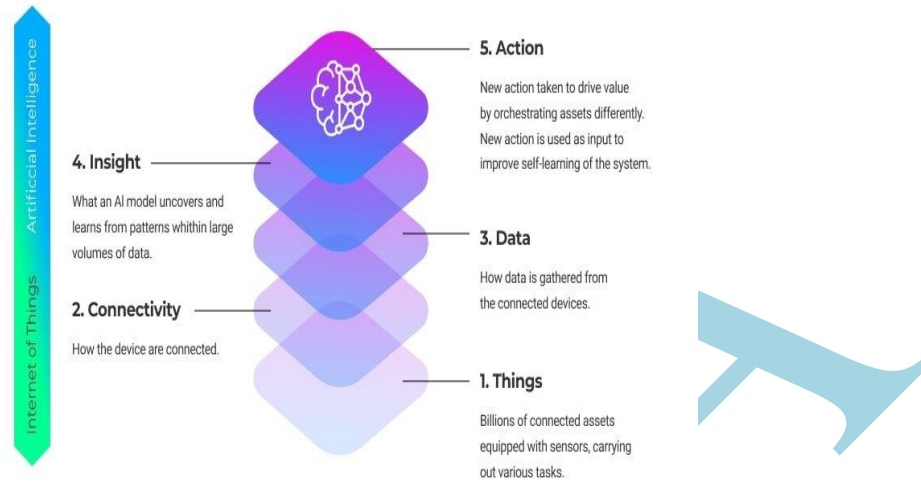 Artificcial Intelligence
Internet of Things
5. Action
New action taken to drive value
by orchestrating assets differently.
New action is used as input to
improve self-learning of the system.
4. Insight
What an AI model uncovers and
learns from patterns whithin large
volumes of data.
3. Data
How data is gathered from
the connected devices.
2. Connectivity
How the device are connected.
1. Things
Billions of connected assets
equipped with sensors, carrying
out various tasks.